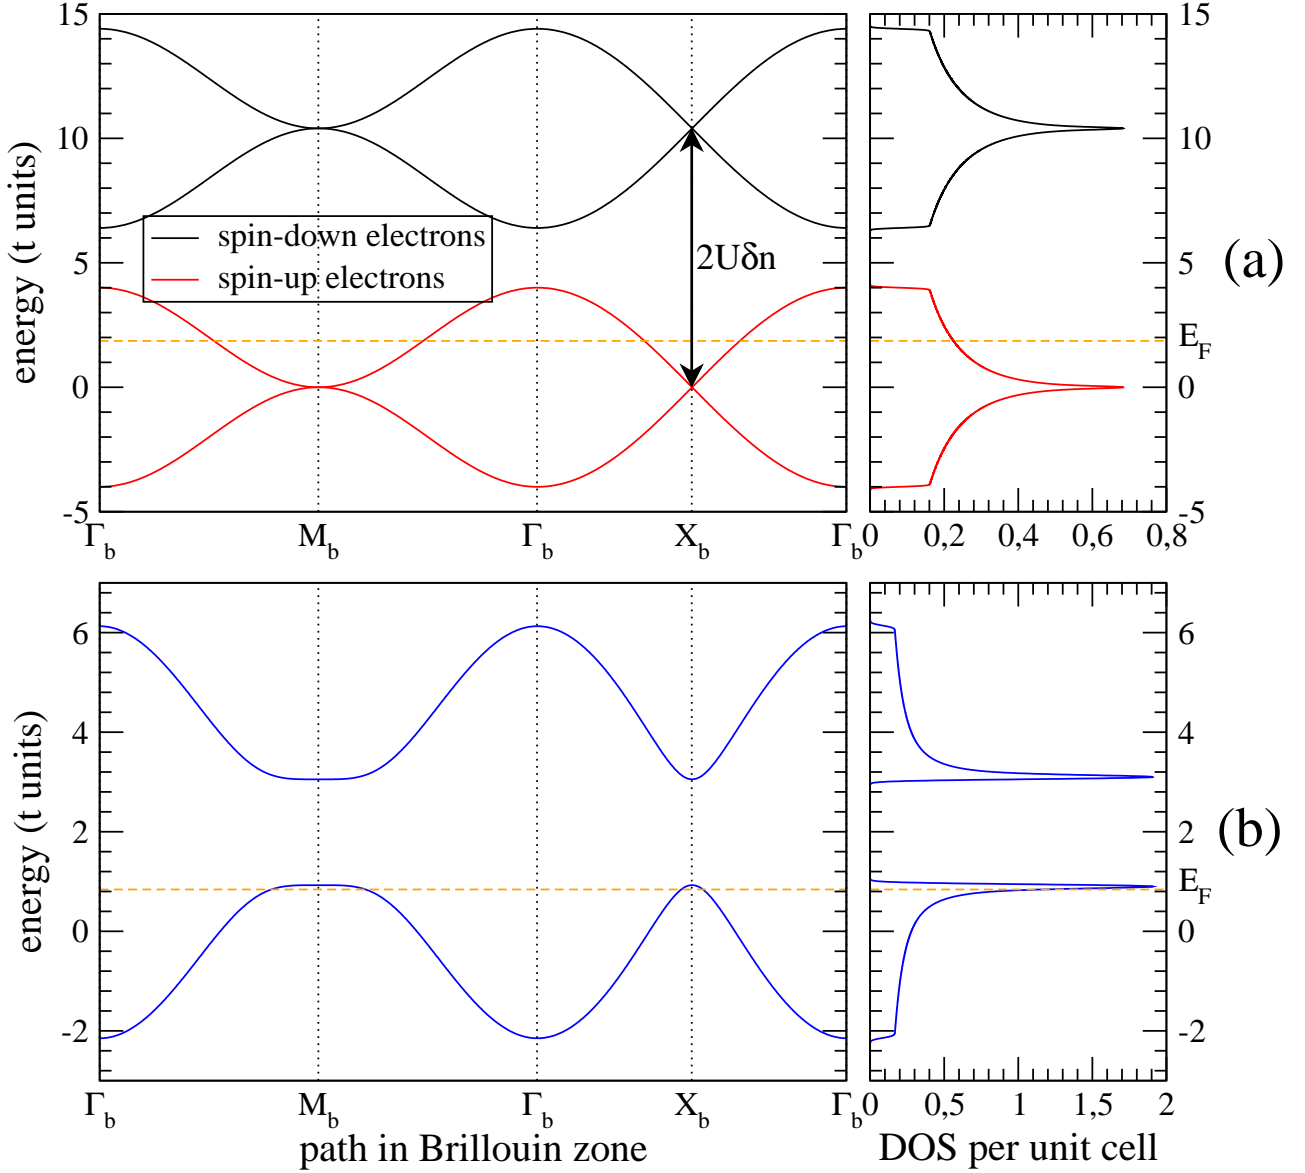 15
10
5
0
-5
energy (t units)
spin-down electrons
spin-up electrons
2Uδn
Γb
Mb
Γb
Xb
Γb
15
10
5
EF
0
-5
0
0,2
0,4
0,6
0,8
(a)
6
4
2
0
-2
energy (t units)
Γb
Mb
Γb
Xb
Γb
path in Brillouin zone
6
4
2
EF
0
-2
0
0,5
1
1,5
2
DOS per unit cell
(b)